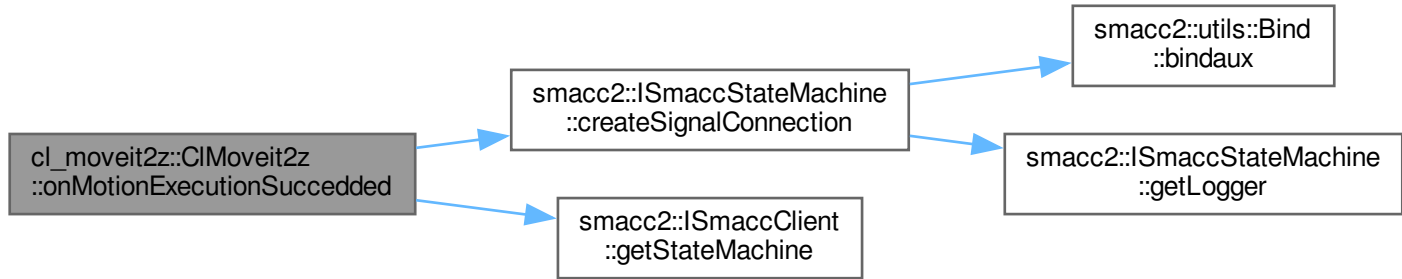 cl_moveit2z::ClMoveit2z
::onMotionExecutionSuccedded
smacc2::ISmaccStateMachine
::createSignalConnection
smacc2::utils::Bind
::bindaux
smacc2::ISmaccStateMachine
::getLogger
smacc2::ISmaccClient
::getStateMachine